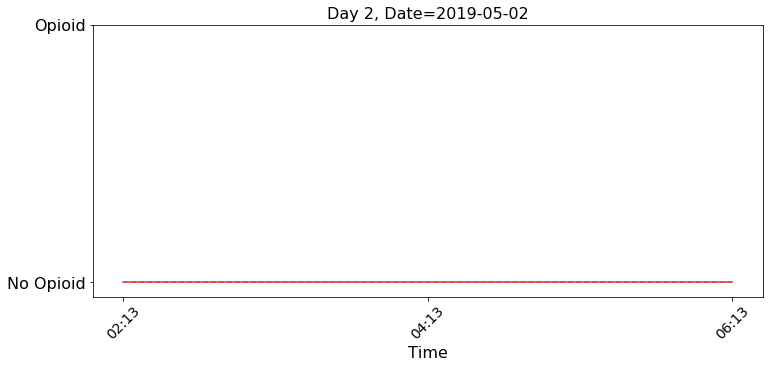 Day 2, Date=2019-05-02
Opioid
No Opioid
02:13
04:13
06:13
Time